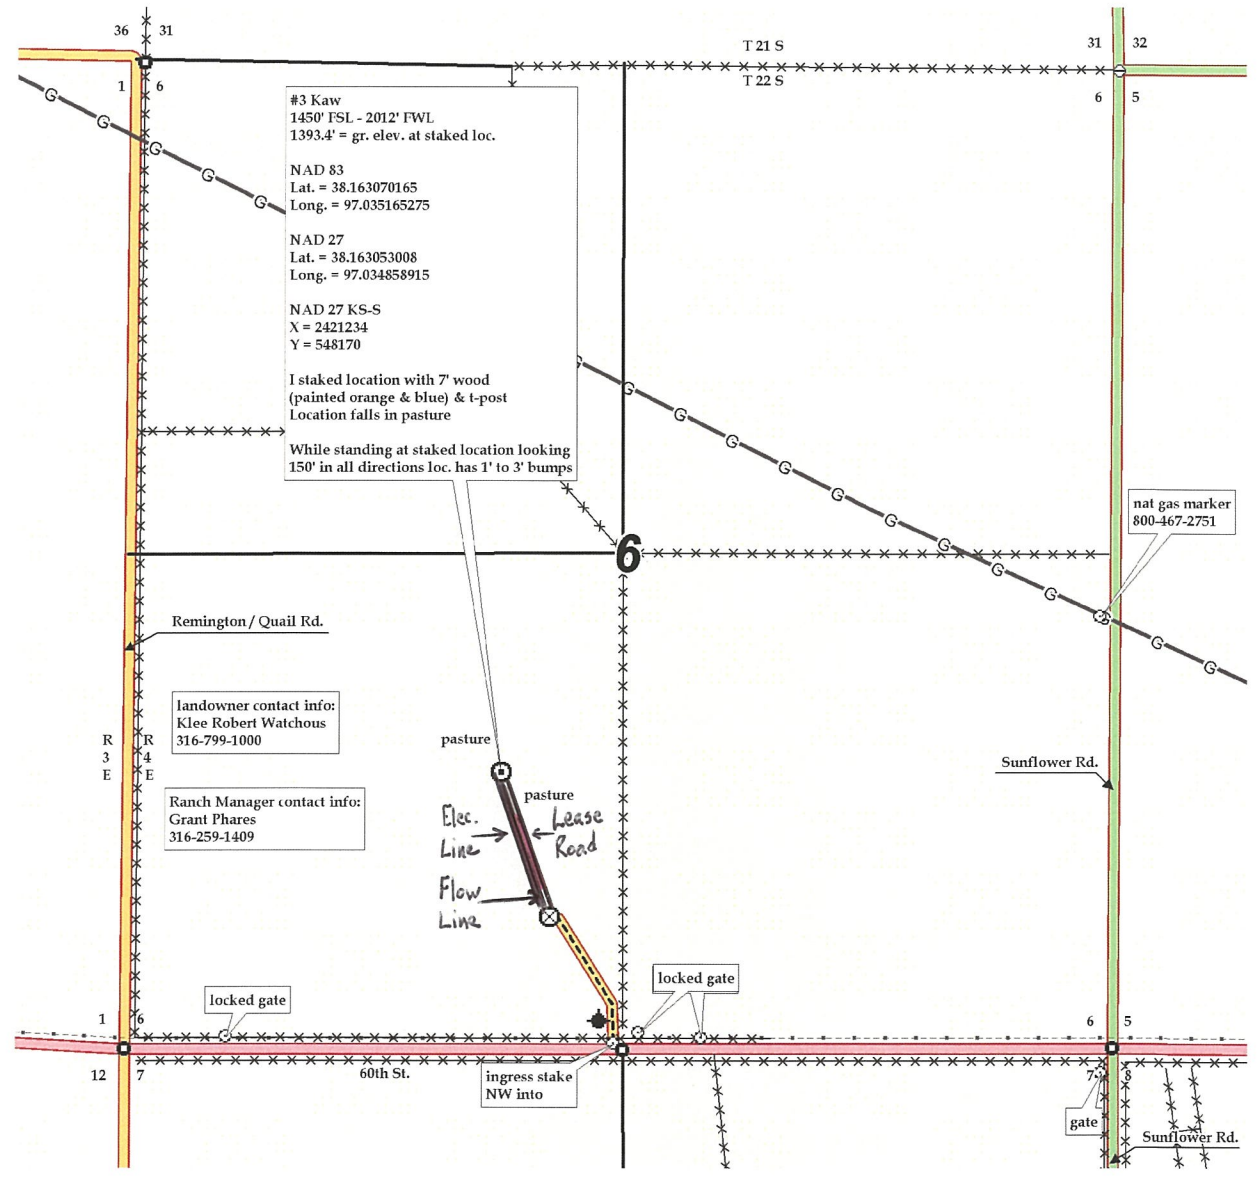 36 31
T 21 S
31 32
1 6
T 22 S
6 5
#3 Kaw
1450' FSL - 2012' FWL
1393.4' = gr. elev. at staked loc.
NAD 83
Lat. = 38.163070165
Long. = 97.035165275
NAD 27
Lat. = 38.163053008
Long. = 97.034858915
NAD 27 KS-S
X = 2421234
Y = 548170
I staked location with 7' wood
(painted orange & blue) & t-post
Location falls in pasture
While standing at staked location looking
150' in all directions loc. has 1' to 3' bumps
G G G G G
G G G G G G G G G G G G
nat gas marker
800-467-2751
6
Remington / Quail Rd.
landowner contact info:
Klee Robert Watchous
316-799-1000
R R
3 4
E E
pasture
Sunflower Rd.
Ranch Manager contact info:
Grant Phares
316-259-1409
pasture
Elec.
Line
Lease
Road
Flow
Line
locked gate
locked gate
1 6
6 5
12 7
60th St.
ingress stake
NW into
7 8
gate
Sunflower Rd.